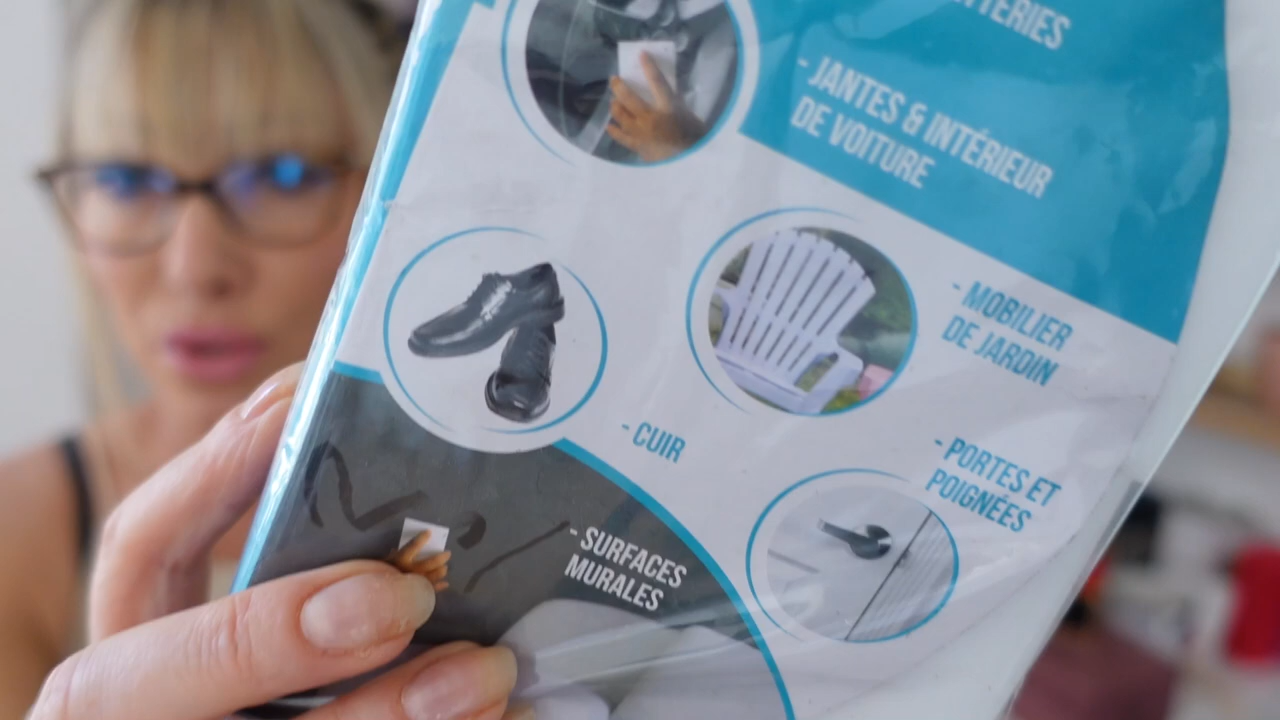 - JANTES & INTÉRIEUR
DE VOITURE
- MOBILIER
DE JARDIN
- CUIR
- PORTES ET
POIGNÉES
- SURFACES
MURALES